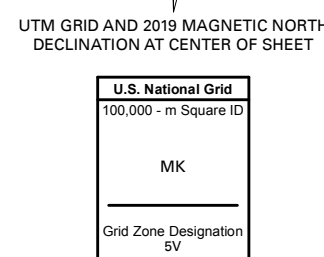 UTM GRID AND 2019 MAGNETIC NORTH
DECLINATION AT CENTER OF SHEET
U.S. National Grid
100,000 - m Square ID
MK
Grid Zone Designation
5V